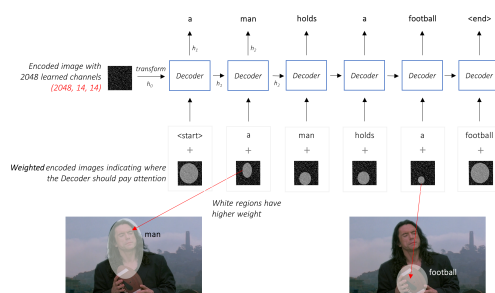 a man holds a football <end>
h₁ h₂
Encoded image with
2048 learned channels
(2048, 14, 14)
transform
h₀
Decoder Decoder Decoder Decoder Decoder Decoder
h₁ h₂
<start> a man holds a football
+ + + + + +
Weighted encoded images indicating where
the Decoder should pay attention
White regions have
higher weight
man
football